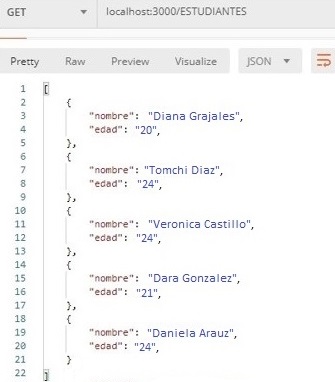 GET localhost:3000/ESTUDIANTES
Pretty Raw Preview Visualize JSON
1 [
2 {
3 "nombre": "Diana Grajales",
4 "edad": "20",
5 },
6 {
7 "nombre": "Tomchi Diaz",
8 "edad": "24",
9 },
10 {
11 "nombre": "Veronica Castillo",
12 "edad": "24",
13 },
14 {
15 "nombre": "Dara Gonzalez",
16 "edad": "21",
17 },
18 {
19 "nombre": "Daniela Arauz",
20 "edad": "24",
21 }
22 ]